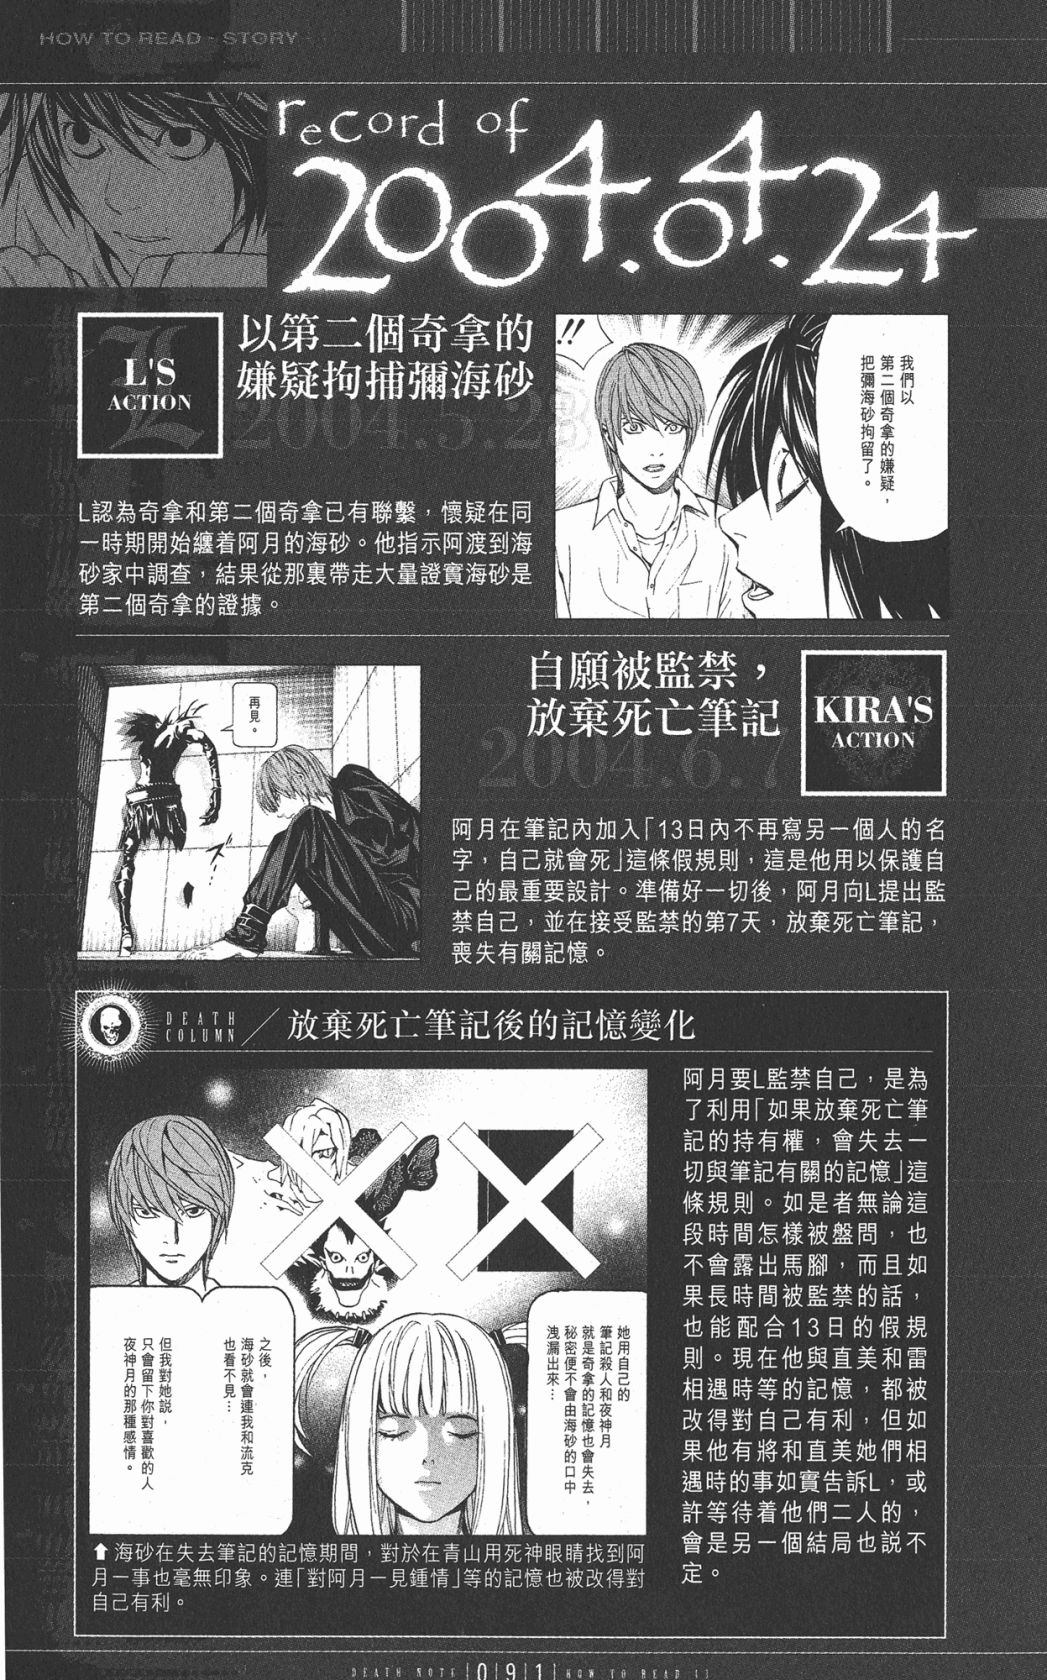 HOW TO READ - STORY
record of
2004.04.24
L'S
ACTION
以第二個奇拿的
嫌疑拘捕彌海砂
2004.5.28
我們以
第二個奇拿的嫌疑，
把彌海砂拘留了。
!!
L認為奇拿和第二個奇拿已有聯繫，懷疑在同
一時期開始纏着阿月的海砂。他指示阿渡到海
砂家中調查，結果從那裏帶走大量證實海砂是
第二個奇拿的證據。
自願被監禁，
放棄死亡筆記
2004.6.7
KIRA'S
ACTION
再見。
阿月在筆記內加入「13日內不再寫另一個人的名
字，自己就會死」這條假規則，這是他用以保護自
己的最重要設計。準備好一切後，阿月向L提出監
禁自己，並在接受監禁的第7天，放棄死亡筆記，
喪失有關記憶。
DEATH
COLUMN
放棄死亡筆記後的記憶變化
她用自己的
筆記殺人和夜神月
就是奇拿的記憶也會失去，
秘密便不會由海砂的口中
洩漏出來…
之後，
海砂就會連我和流克
也看不見…
但我對她說，
只會留下你對喜歡的人
夜神月的那種感情。
海砂在失去筆記的記憶期間，對於在青山用死神眼睛找到阿
月一事也毫無印象。連「對阿月一見鍾情」等的記憶也被改得對
自己有利。
阿月要L監禁自己，是為
了利用「如果放棄死亡筆
記的持有權，會失去一
切與筆記有關的記憶」這
條規則。如是者無論這
段時間怎樣被盤問，也
不會露出馬腳，而且如
果長時間被監禁的話，
也能配合13日的假規
則。現在他與直美和雷
相遇時等的記憶，都被
改得對自己有利，但如
果他有將和直美她們相
遇時的事如實告訴L，或
許等待着他們二人的，
會是另一個結局也說不
定。
DEATH NOTE 091 HOW TO READ 13